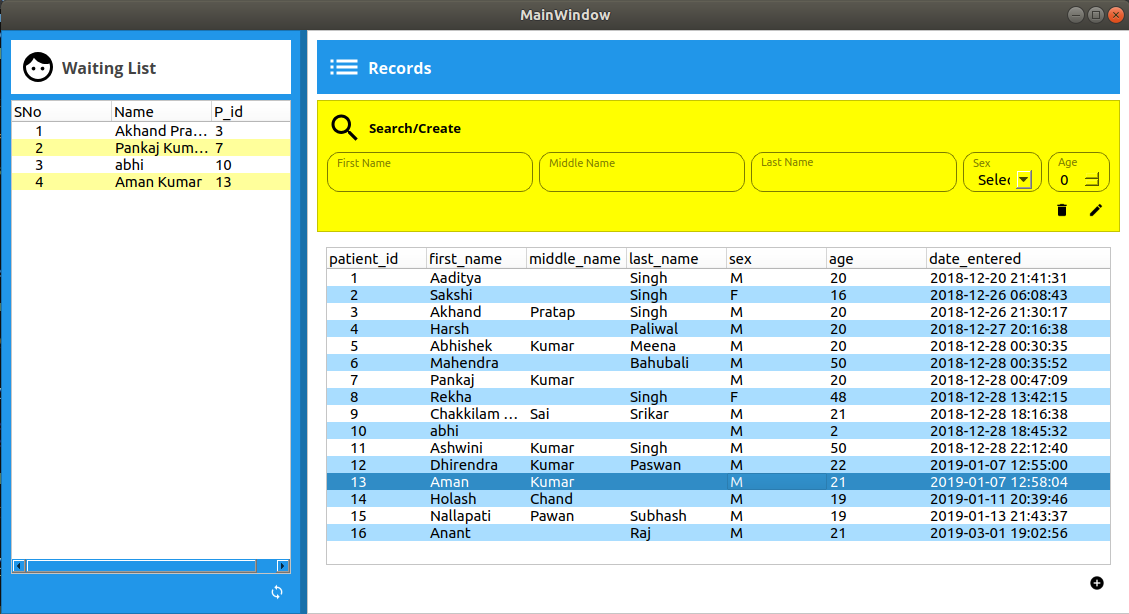 MainWindow
Waiting List
SNo Name P_id
1 Akhand Pra... 3
2 Pankaj Kum... 7
3 abhi 10
4 Aman Kumar 13
Records
Search/Create
First Name Middle Name Last Name Sex Age
Selec 0
patient_id first_name middle_name last_name sex age date_entered
1 Aaditya Singh M 20 2018-12-20 21:41:31
2 Sakshi Singh F 16 2018-12-26 06:08:43
3 Akhand Pratap Singh M 20 2018-12-26 21:30:17
4 Harsh Paliwal M 20 2018-12-27 20:16:38
5 Abhishek Kumar Meena M 20 2018-12-28 00:30:35
6 Mahendra Bahubali M 50 2018-12-28 00:35:52
7 Pankaj Kumar M 20 2018-12-28 00:47:09
8 Rekha Singh F 48 2018-12-28 13:42:15
9 Chakkilam ... Sai Srikar M 21 2018-12-28 18:16:38
10 abhi M 2 2018-12-28 18:45:32
11 Ashwini Kumar Singh M 50 2018-12-28 22:12:40
12 Dhirendra Kumar Paswan M 22 2019-01-07 12:55:00
13 Aman Kumar M 21 2019-01-07 12:58:04
14 Holash Chand M 19 2019-01-11 20:39:46
15 Nallapati Pawan Subhash M 19 2019-01-13 21:43:37
16 Anant Raj M 21 2019-03-01 19:02:56